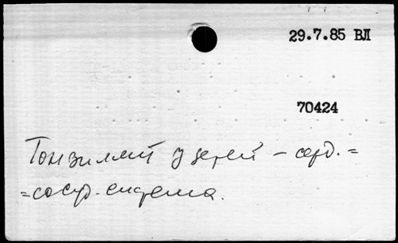 29.7.85 ВЛ
70424
Тонзиллит у детей – серд.=
=сосуд. система.